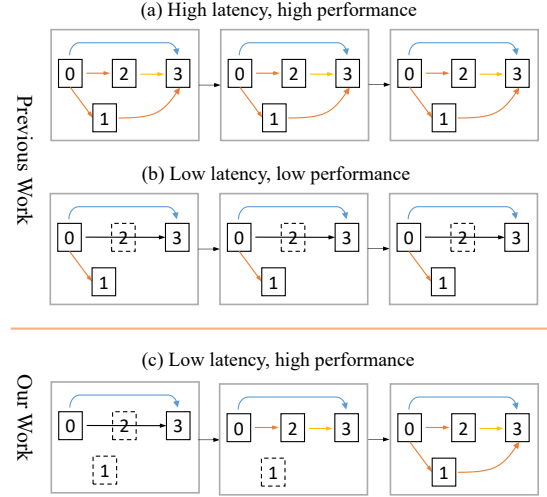 (a) High latency, high performance
0 2 3 0 2 3 0 2 3
1 1 1
Previous Work
(b) Low latency, low performance
0 2 3 0 2 3 0 2 3
1 1 1
(c) Low latency, high performance
Our Work
0 2 3 0 2 3 0 2 3
1 1 1